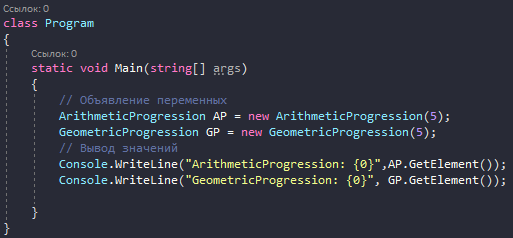 Ссылок: 0
class Program
{
Ссылок: 0
static void Main(string[] args)
{
// Объявление переменных
ArithmeticProgression AP = new ArithmeticProgression(5);
GeometricProgression GP = new GeometricProgression(5);
// Вывод значений
Console.WriteLine("ArithmeticProgression: {0}",AP.GetElement());
Console.WriteLine("GeometricProgression: {0}", GP.GetElement());
}
}